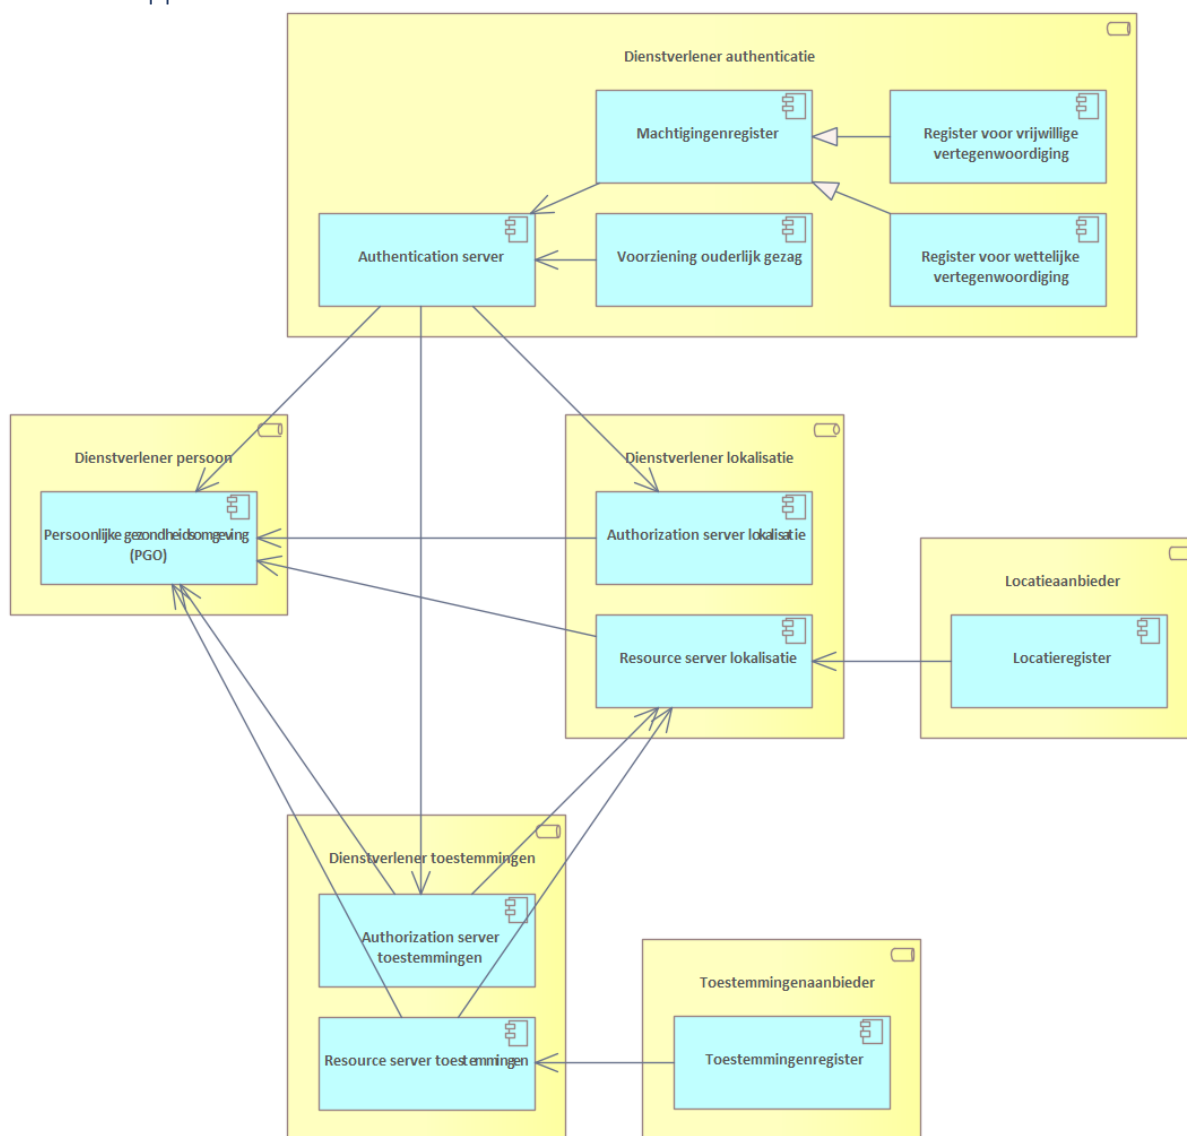 Dienstverlener authenticatie
Machtigingenregister
Register voor vrijwillige
vertegenwoordiging
Authentication server
Voorziening ouderlijk gezag
Register voor wettelijke
vertegenwoordiging
Dienstverlener persoon
Dienstverlener lokalisatie
Persoonlijke gezondheidsomgeving
(PGO)
Authorization server lokalisatie
Locatieaanbieder
Resource server lokalisatie
Locatieregister
Dienstverlener toestemmingen
Authorization server
toestemmingen
Toestemmingenaanbieder
Resource server toestemmingen
Toestemmingenregister